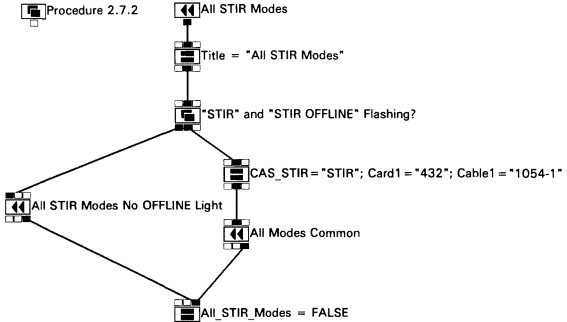 Procedure 2.7.2
All STIR Modes
Title = "All STIR Modes"
"STIR" and "STIR OFFLINE" Flashing?
CAS_STIR = "STIR"; Card1 = "432"; Cable1 = "1054-1"
All STIR Modes No OFFLINE Light
All Modes Common
All_STIR_Modes = FALSE